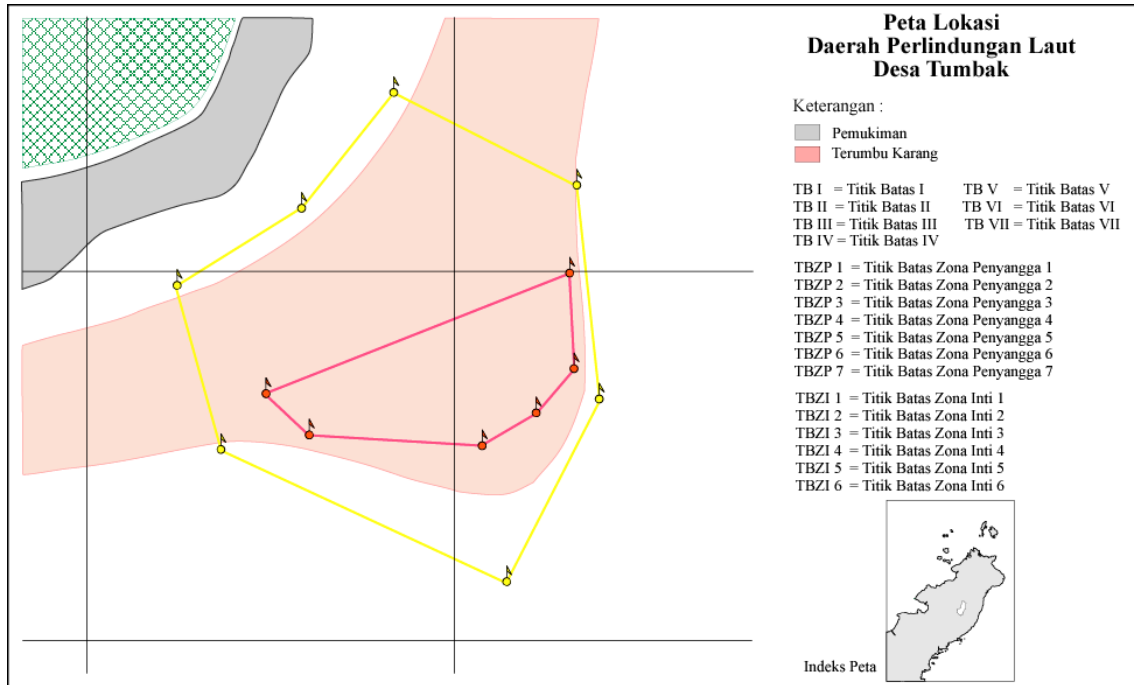 Peta Lokasi
Daerah Perlindungan Laut
Desa Tumbak
Keterangan :
Pemukiman
Terumbu Karang
TB I = Titik Batas I TB V = Titik Batas V
TB II = Titik Batas II TB VI = Titik Batas VI
TB III = Titik Batas III TB VII = Titik Batas VII
TB IV = Titik Batas IV
TBZP 1 = Titik Batas Zona Penyangga 1
TBZP 2 = Titik Batas Zona Penyangga 2
TBZP 3 = Titik Batas Zona Penyangga 3
TBZP 4 = Titik Batas Zona Penyangga 4
TBZP 5 = Titik Batas Zona Penyangga 5
TBZP 6 = Titik Batas Zona Penyangga 6
TBZP 7 = Titik Batas Zona Penyangga 7
TBZI 1 = Titik Batas Zona Inti 1
TBZI 2 = Titik Batas Zona Inti 2
TBZI 3 = Titik Batas Zona Inti 3
TBZI 4 = Titik Batas Zona Inti 4
TBZI 5 = Titik Batas Zona Inti 5
TBZI 6 = Titik Batas Zona Inti 6
Indeks Peta